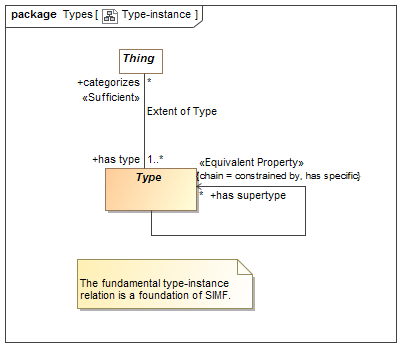 package Types [ Type-instance ]
Thing
+categorizes *
«Sufficient»
Extent of Type
+has type 1..*
«Equivalent Property»
Type {chain = constrained by, has specific}
* +has supertype
The fundamental type-instance
relation is a foundation of SIMF.